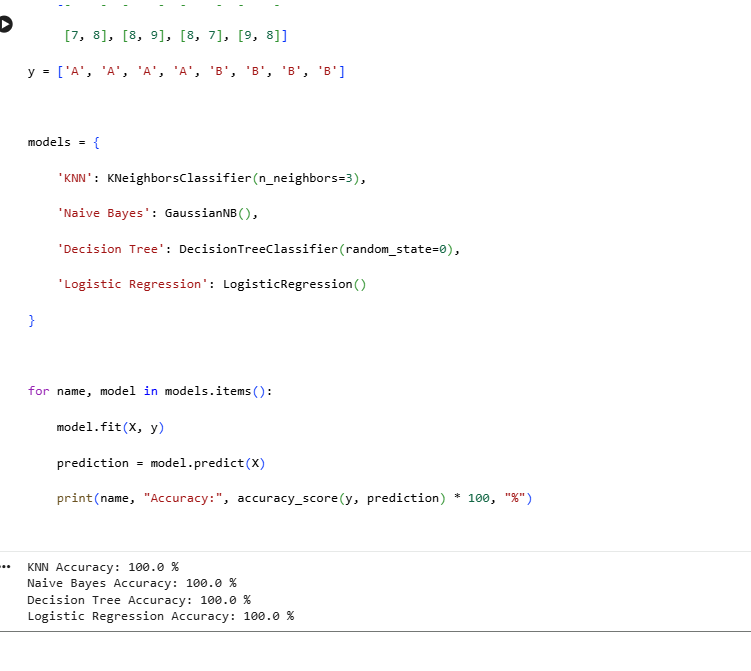 [7, 8], [8, 9], [8, 7], [9, 8]]
y = ['A', 'A', 'A', 'A', 'B', 'B', 'B', 'B']
models = {
'KNN': KNeighborsClassifier(n_neighbors=3),
'Naive Bayes': GaussianNB(),
'Decision Tree': DecisionTreeClassifier(random_state=0),
'Logistic Regression': LogisticRegression()
}
for name, model in models.items():
model.fit(X, y)
prediction = model.predict(X)
print(name, "Accuracy:", accuracy_score(y, prediction) * 100, "%")
KNN Accuracy: 100.0 %
Naive Bayes Accuracy: 100.0 %
Decision Tree Accuracy: 100.0 %
Logistic Regression Accuracy: 100.0 %